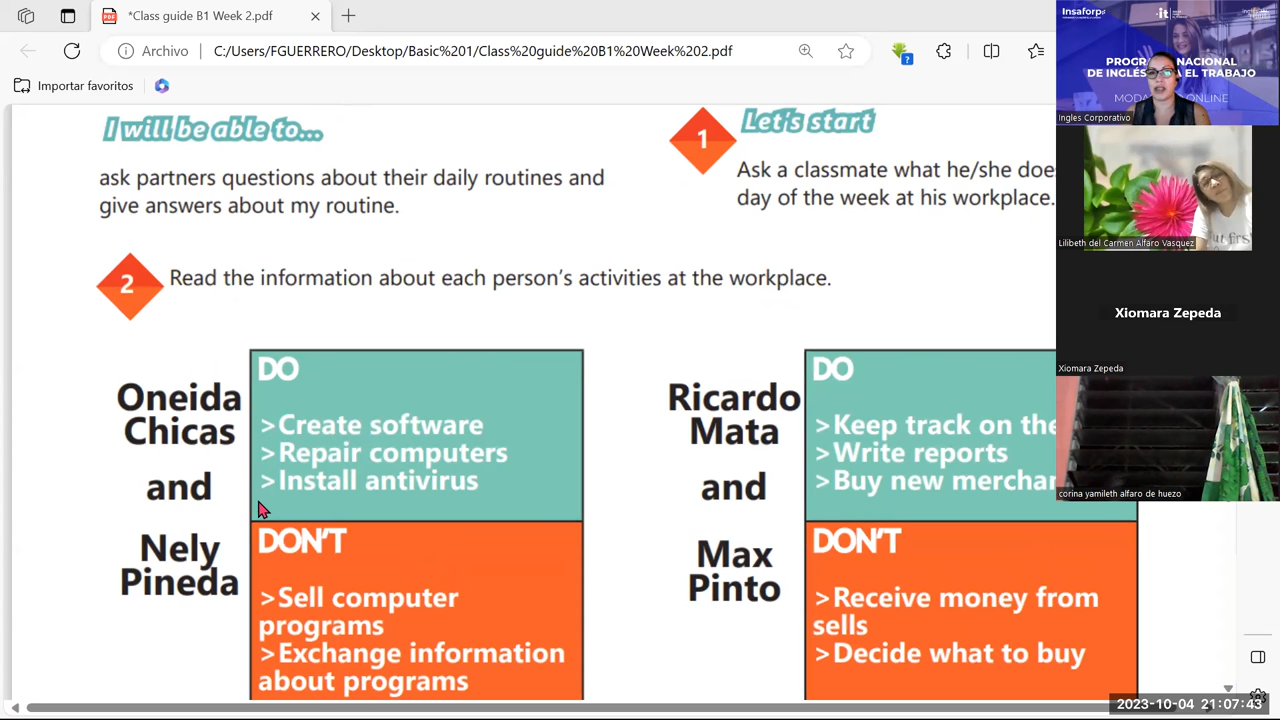 *Class guide B1 Week 2.pdf
Archivo
C:/Users/FGUERRERO/Desktop/Basic%201/Class%20guide%20B1%20Week%202.pdf
Importar favoritos
I will be able to...
ask partners questions about their daily routines and
give answers about my routine.
1
Let's start
Ask a classmate what he/she does
day of the week at his workplace.
2
Read the information about each person's activities at the workplace.
Oneida
Chicas
and
Nely
Pineda
DO
>Create software
>Repair computers
>Install antivirus
DON'T
>Sell computer
programs
>Exchange information
about programs
Ricardo
Mata
and
Max
Pinto
DO
>Keep track on the
>Write reports
>Buy new merchan
DON'T
>Receive money from
sells
>Decide what to buy
Insaforp
PROGR NACIONAL
DE INGLÉS A EL TRABAJO
MODA ONLINE
Ingles Corporativo
Lilibeth del Carmen Alfaro Vasquez
Xiomara Zepeda
Xiomara Zepeda
corina yamileth alfaro de huezo
2023-10-04 21:07:43